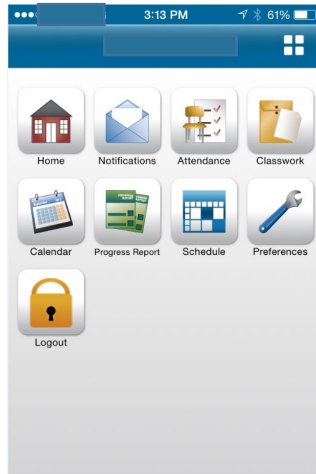 3:13 PM 61%
Home Notifications Attendance Classwork
Calendar Progress Report Schedule Preferences
Logout